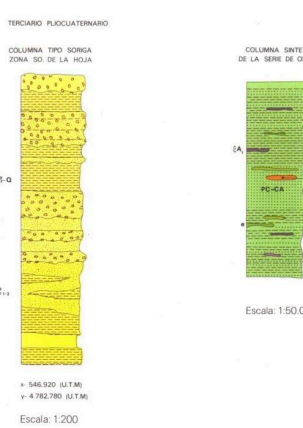 TERCIARIO PLIOCUATERNARIO
COLUMNA TIPO SORIGA
ZONA SO. DE LA HOJA
COLUMNA SINTE
DE LA SERIE DE O
PC-CA
x- 546.920 (U.T.M)
y- 4.782.780 (U.T.M)
Escala: 1:200
Escala: 1:50.0